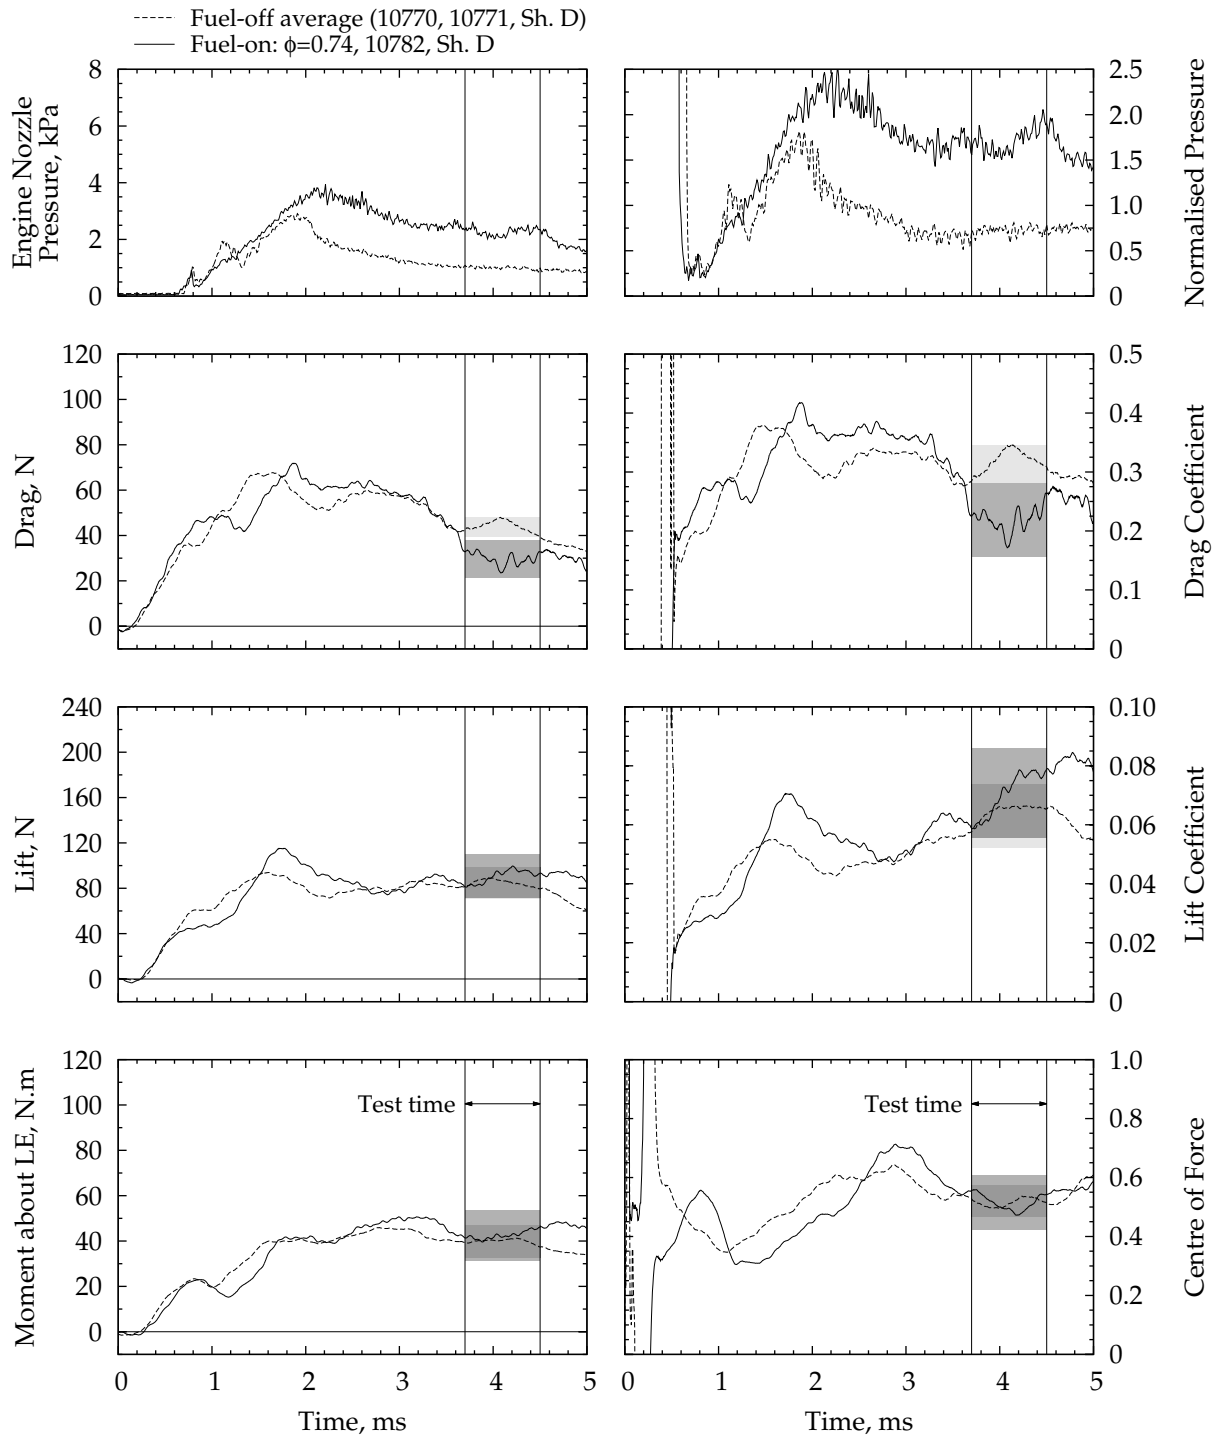 Fuel-off average (10770, 10771, Sh. D)
Fuel-on: ϕ=0.74, 10782, Sh. D
Engine Nozzle
Pressure, kPa
8
6
4
2
0
2.5
2.0
1.5
1.0
0.5
0
Normalised Pressure
Drag, N
120
100
80
60
40
20
0
0.5
0.4
0.3
0.2
0.1
0
Drag Coefficient
Lift, N
240
200
160
120
80
40
0
0.10
0.08
0.06
0.04
0.02
0
Lift Coefficient
Moment about LE, N.m
120
100
80
60
40
20
0
Test time
0 1 2 3 4 5
Time, ms
Test time
1.0
0.8
0.6
0.4
0.2
0
Centre of Force
0 1 2 3 4 5
Time, ms